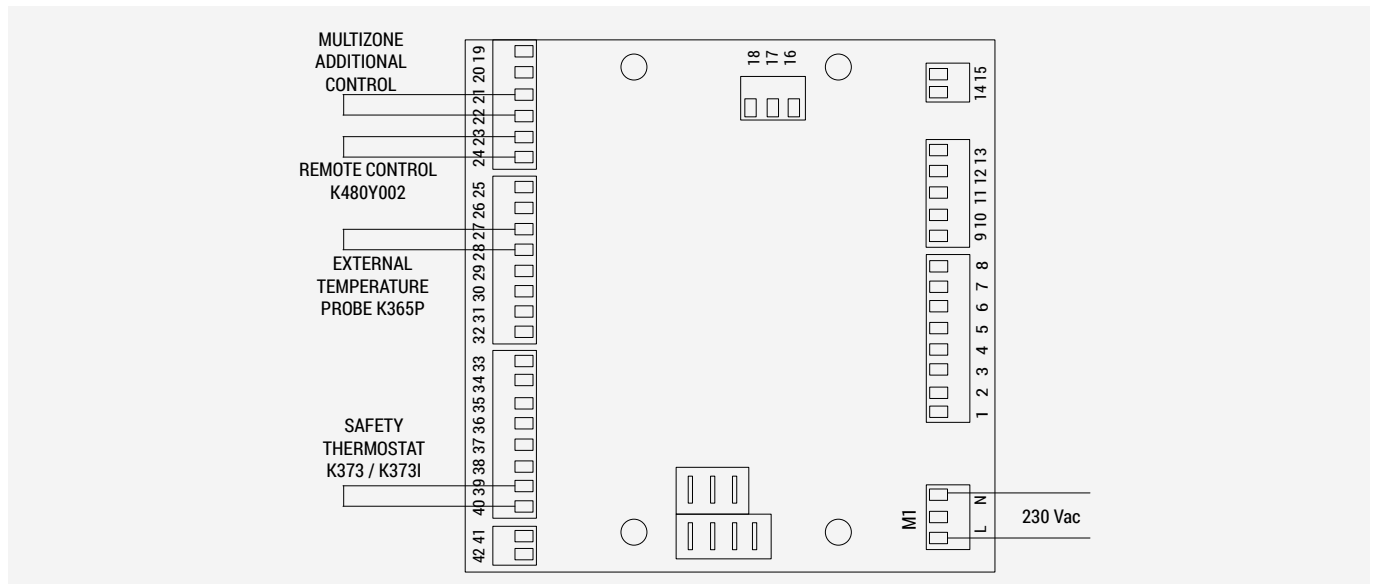 MULTIZONE
ADDITIONAL
CONTROL
REMOTE CONTROL
K480Y002
EXTERNAL
TEMPERATURE
PROBE K365P
SAFETY
THERMOSTAT
K373 / K373I
19
20
21
22
23
24
25
26
27
28
29
30
31
32
33
34
35
36
37
38
39
40
41
42
18
17
16
14 15
9 10 11 12 13
1 2 3 4 5 6 7 8
M1
L N
230 Vac